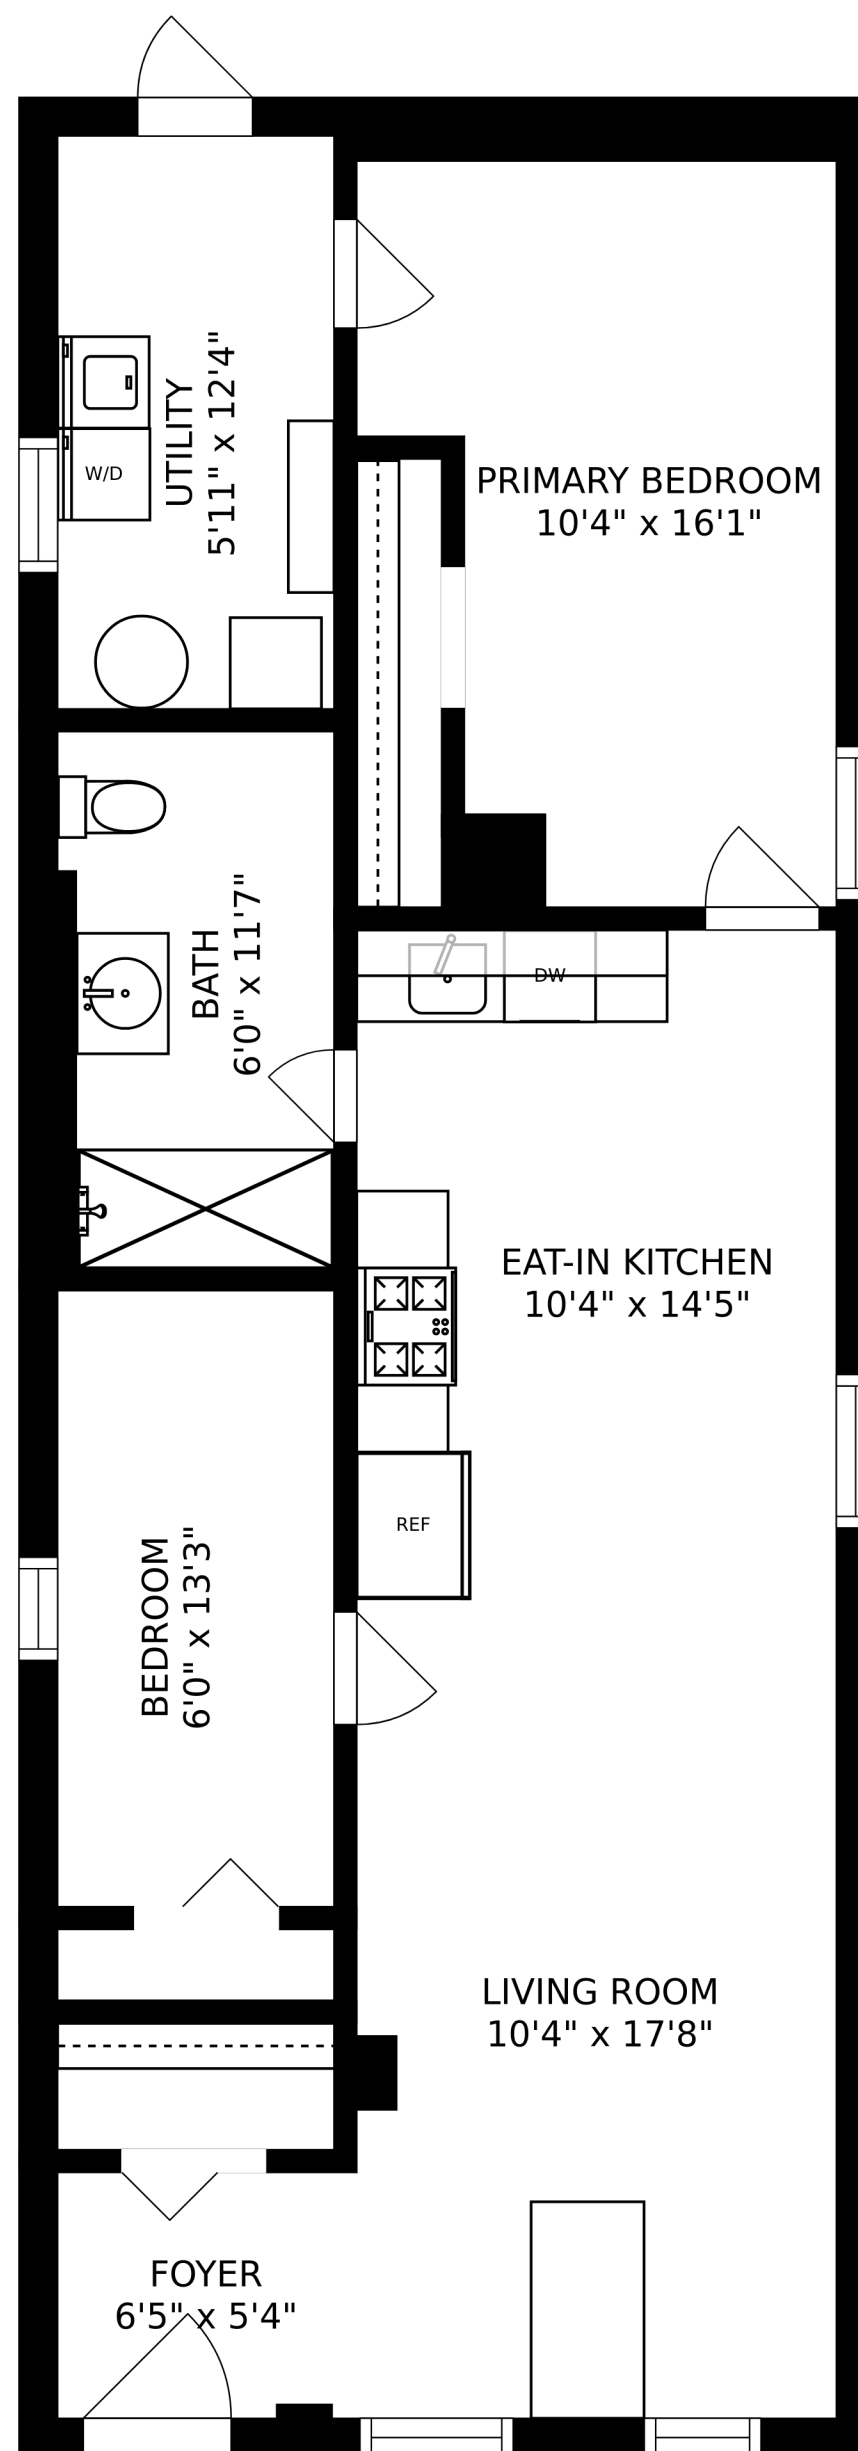 UTILITY
5'11" x 12'4"
W/D
PRIMARY BEDROOM
10'4" x 16'1"
BATH
6'0" x 11'7"
DW
EAT-IN KITCHEN
10'4" x 14'5"
REF
BEDROOM
6'0" x 13'3"
LIVING ROOM
10'4" x 17'8"
FOYER
6'5" x 5'4"